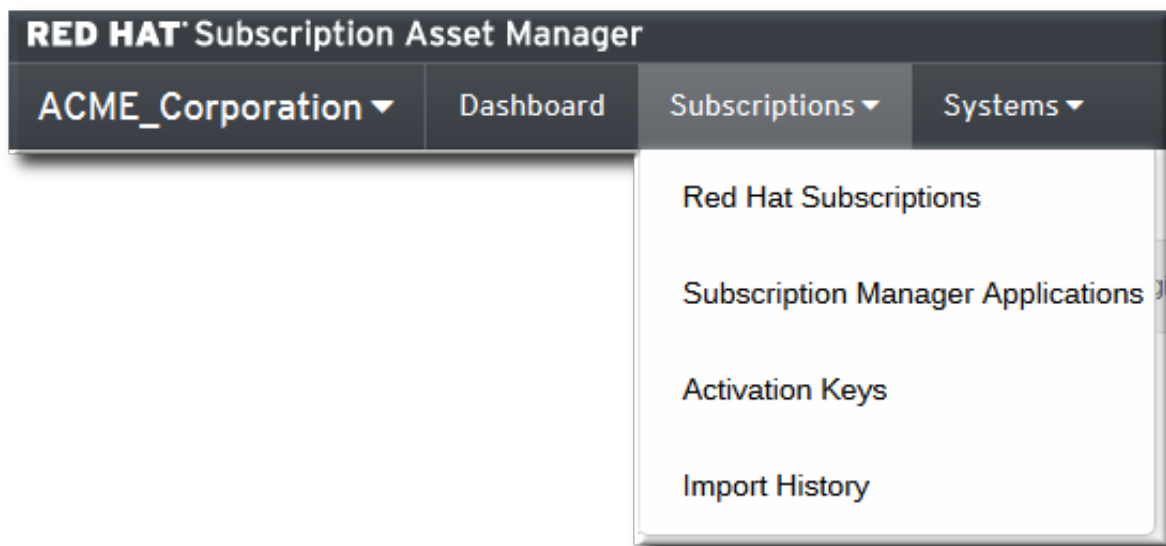 RED HAT Subscription Asset Manager
ACME_Corporation Dashboard Subscriptions Systems
Red Hat Subscriptions
Subscription Manager Applications
Activation Keys
Import History